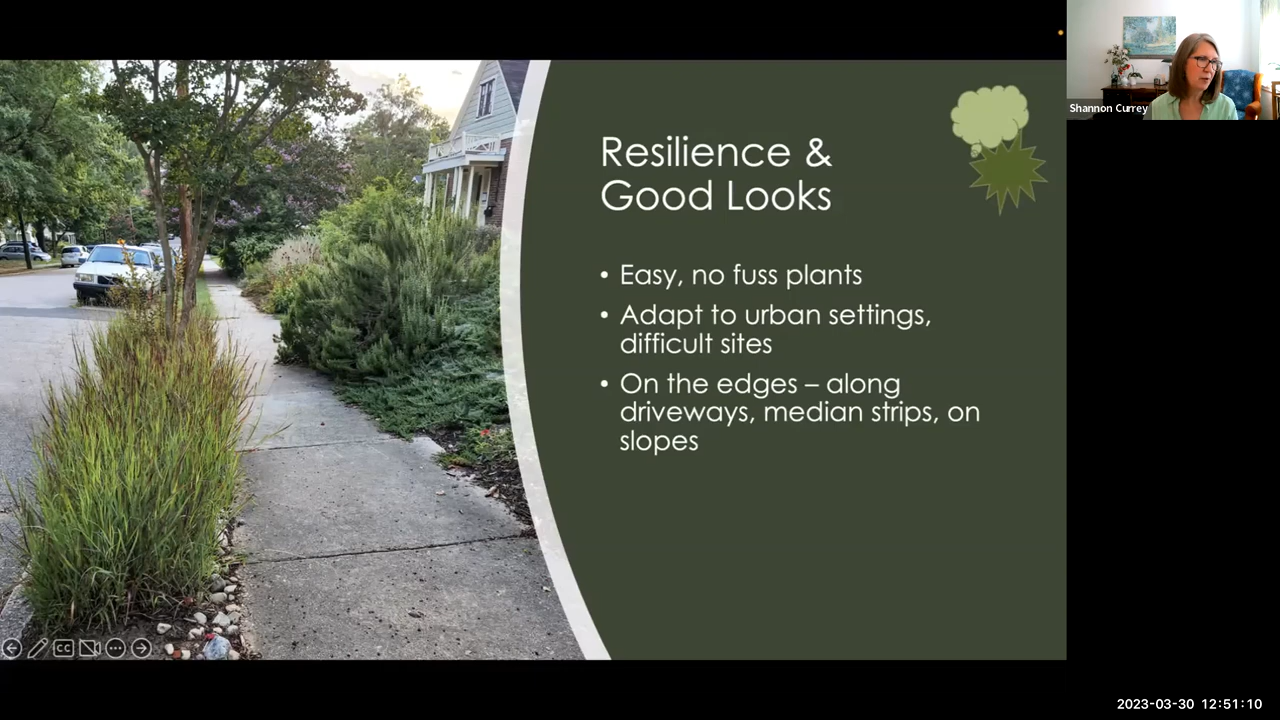 Shannon Currey
Resilience &
Good Looks
• Easy, no fuss plants
• Adapt to urban settings,
difficult sites
• On the edges – along
driveways, median strips, on
slopes
CC
2023-03-30 12:51:10